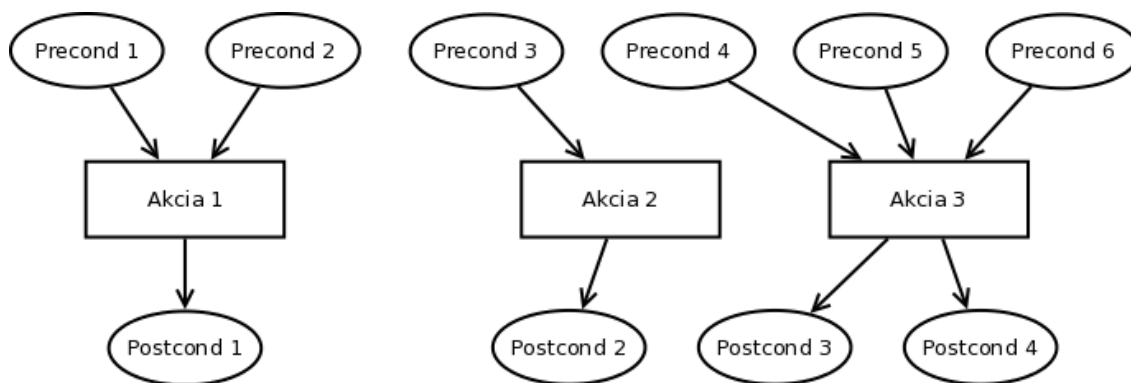 Precond 1
Precond 2
Precond 3
Precond 4
Precond 5
Precond 6
Akcia 1
Akcia 2
Akcia 3
Postcond 1
Postcond 2
Postcond 3
Postcond 4